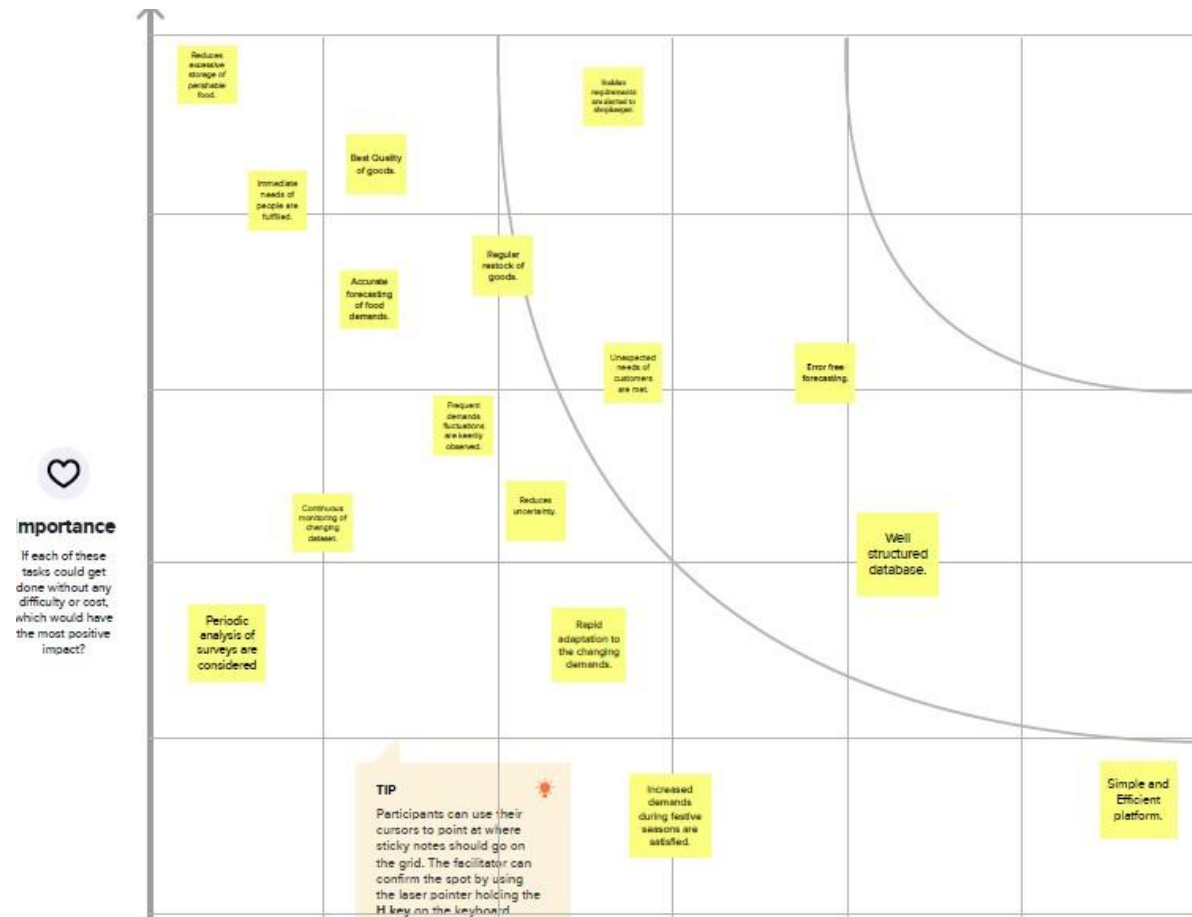 Reduces
excessive
storage of
perishable
food.
Sudden
requirements
are alerted to
shopkeeper.
Best Quality
of goods.
Immediate
needs of
people are
fulfilled.
Regular
restock of
goods.
Accurate
forecasting
of food
demands.
Unexpected
needs of
customers
are met.
Error free
forecasting.
Frequent
demands
fluctuations
are keenly
observed.
Reduces
uncertainty.
Continuous
monitoring of
changing
dataset.
mportance
If each of these
tasks could get
done without any
difficulty or cost,
which would have
the most positive
impact?
Well
structured
database.
Periodic
analysis of
surveys are
considered
Rapid
adaptation to
the changing
demands.
TIP
Participants can use their
cursors to point at where
sticky notes should go on
the grid. The facilitator can
confirm the spot by using
the laser pointer holding the
H key on the keyboard
Increased
demands
during festive
seasons are
satisfied.
Simple and
Efficient
platform.